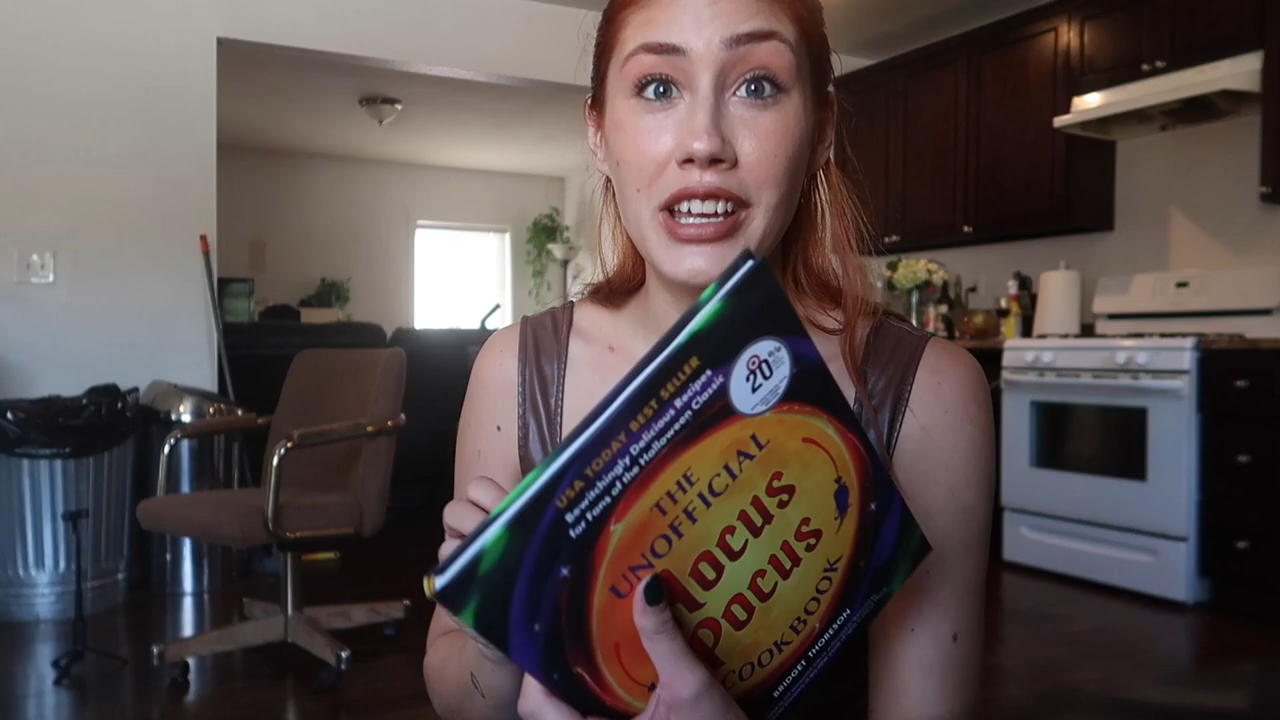 USA TODAY BEST SELLER
Bewitchingly Delicious Recipes
for Fans of the Halloween Classic
20%
THE
UNOFFICIAL
Hocus
Pocus
COOKBOOK
BRIDGET THORESON